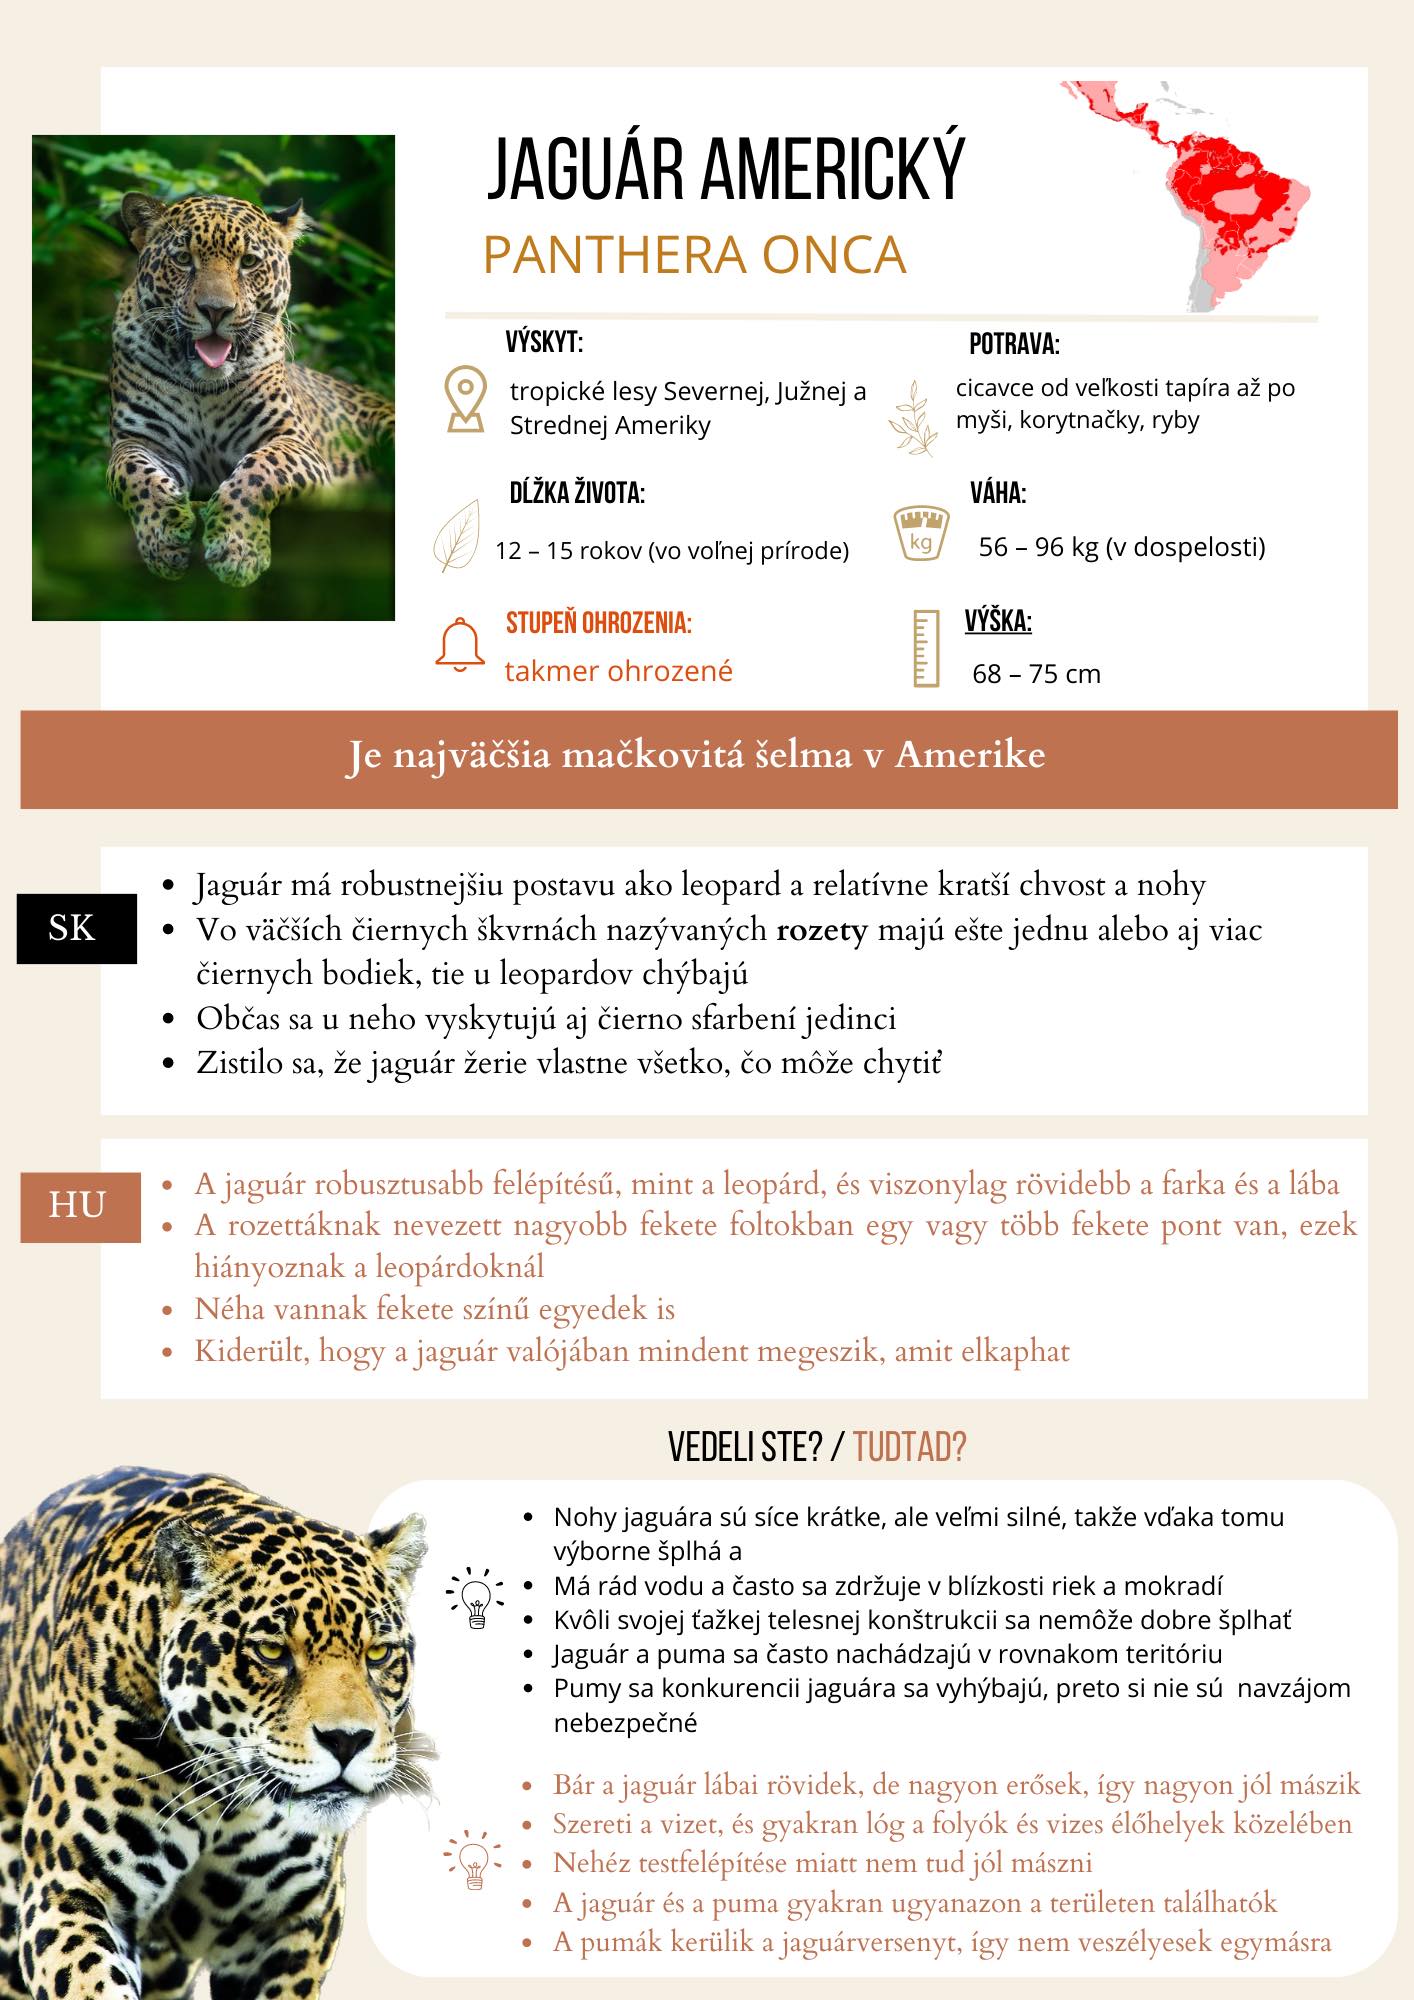 JAGUÁR AMERICKÝ
PANTHERA ONCA
VÝSKYT:
tropické lesy Severnej, Južnej a
Strednej Ameriky
POTRAVA:
cicavce od veľkosti tapíra až po
myši, korytnačky, ryby
DĹŽKA ŽIVOTA:
12 – 15 rokov (vo voľnej prírode)
VÁHA:
kg
56 – 96 kg (v dospelosti)
STUPEŇ OHROZENIA:
takmer ohrozené
VÝŠKA:
68 – 75 cm
Je najväčšia mačkovitá šelma v Amerike
SK
• Jaguár má robustnejšiu postavu ako leopard a relatívne kratší chvost a nohy
• Vo väčších čiernych škvrnách nazývaných rozety majú ešte jednu alebo aj viac
čiernych bodiek, tie u leopardov chýbajú
• Občas sa u neho vyskytujú aj čierno sfarbení jedinci
• Zistilo sa, že jaguár žerie vlastne všetko, čo môže chytiť
HU
• A jaguár robusztusabb felépítésű, mint a leopárd, és viszonylag rövidebb a farka és a lába
• A rozettáknak nevezett nagyobb fekete foltokban egy vagy több fekete pont van, ezek
hiányoznak a leopárdoknál
• Néha vannak fekete színű egyedek is
• Kiderült, hogy a jaguár valójában mindent megeszik, amit elkaphat
VEDELI STE? / TUDTAD?
• Nohy jaguára sú síce krátke, ale veľmi silné, takže vďaka tomu
výborne šplhá a
• Má rád vodu a často sa zdržuje v blízkosti riek a mokradí
• Kvôli svojej ťažkej telesnej konštrukcii sa nemôže dobre šplhať
• Jaguár a puma sa často nachádzajú v rovnakom teritóriu
• Pumy sa konkurencii jaguára sa vyhýbajú, preto si nie sú  navzájom
nebezpečné
• Bár a jaguár lábai rövidek, de nagyon erősek, így nagyon jól mászik
• Szereti a vizet, és gyakran lóg a folyók és vizes élőhelyek közelében
• Nehéz testfelépítése miatt nem tud jól mászni
• A jaguár és a puma gyakran ugyanazon a területen találhatók
• A pumák kerülik a jaguárversenyt, így nem veszélyesek egymásra